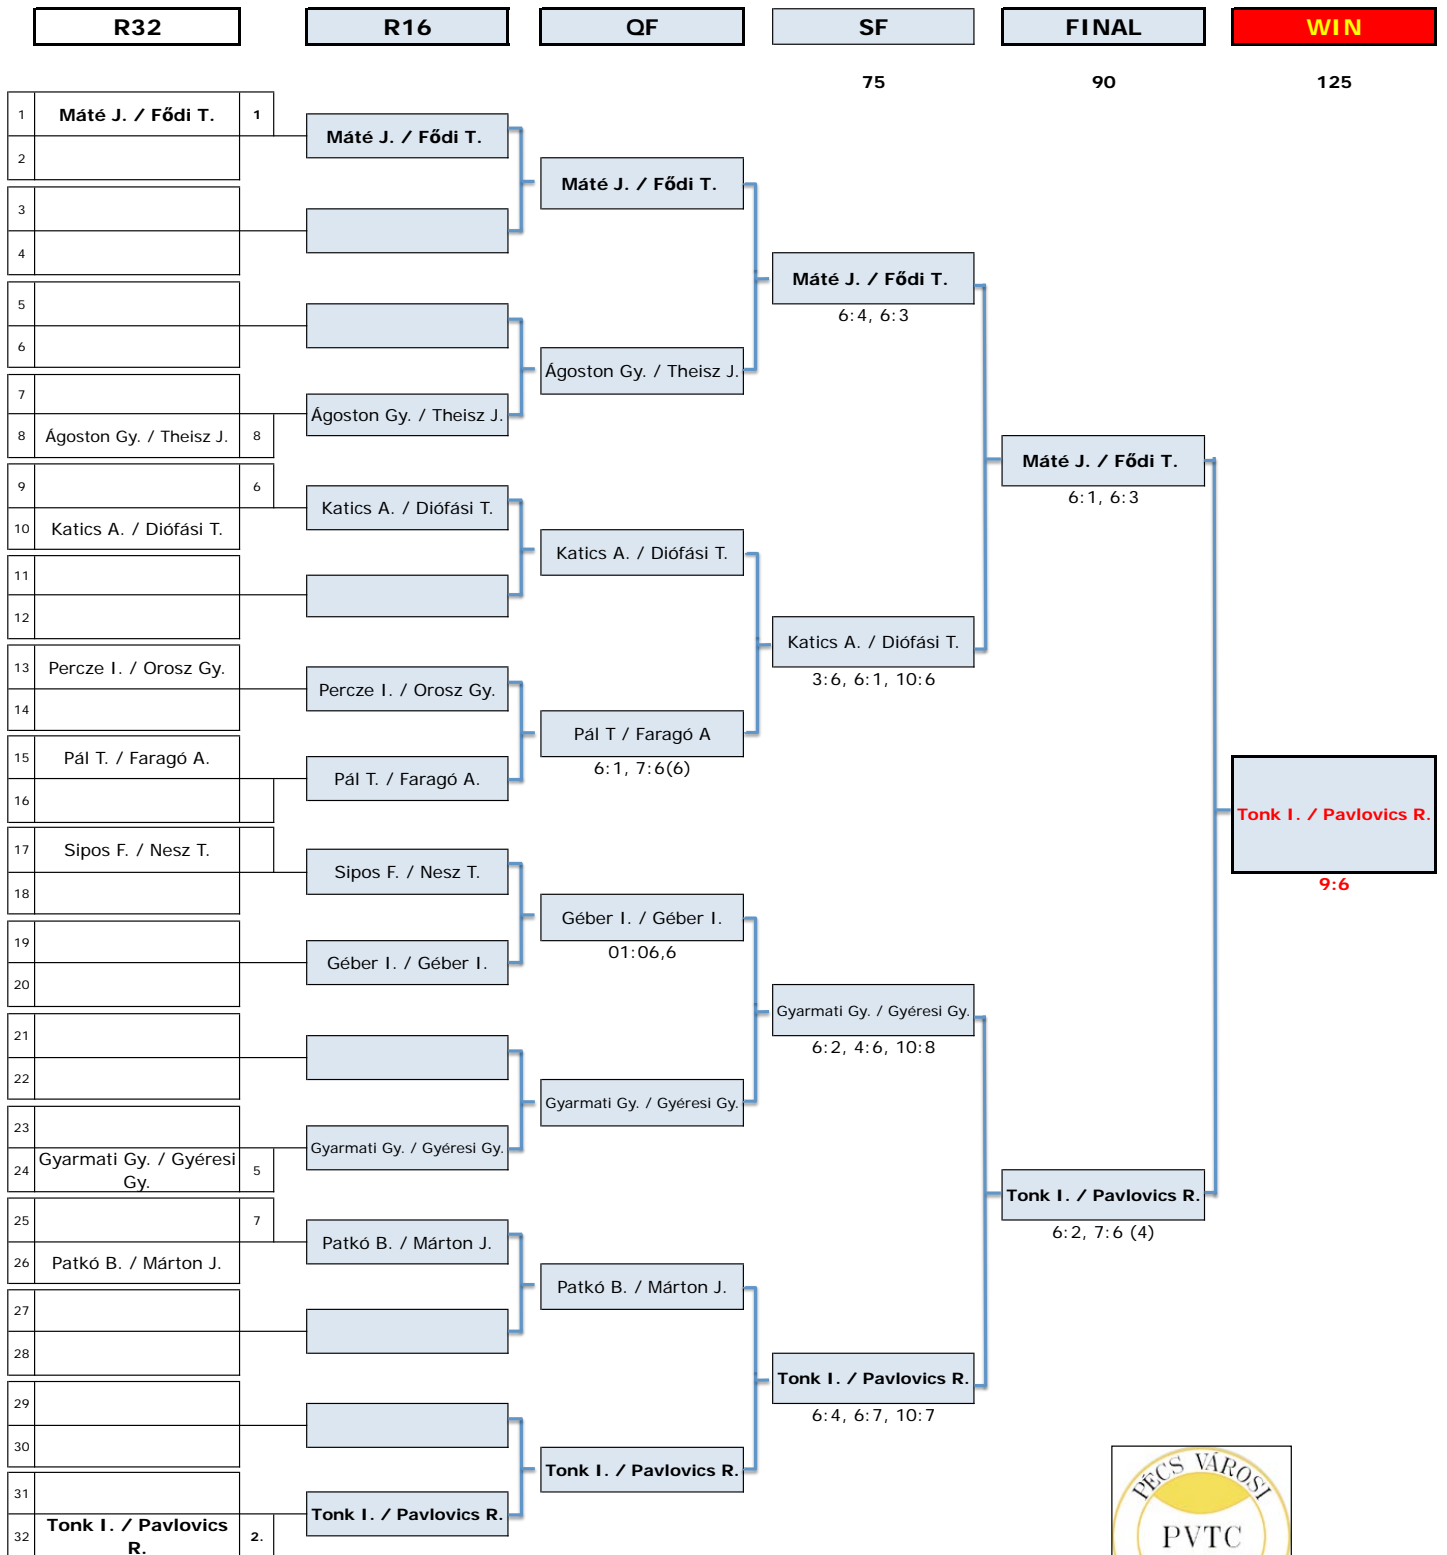 R32 R16 QF SF FINAL WIN
75 90 125
1 Máté J. / Fődi T. 1
Máté J. / Fődi T.
2
Máté J. / Fődi T.
3
4
Máté J. / Fődi T.
5
6:4, 6:3
6
Ágoston Gy. / Theisz J.
7
Ágoston Gy. / Theisz J.
8 Ágoston Gy. / Theisz J. 8
Máté J. / Fődi T.
9 6
6:1, 6:3
Katics A. / Diófási T.
10 Katics A. / Diófási T.
Katics A. / Diófási T.
11
12
Katics A. / Diófási T.
13 Percze I. / Orosz Gy.
3:6, 6:1, 10:6
Percze I. / Orosz Gy.
14
Pál T / Faragó A
15 Pál T. / Faragó A.
6:1, 7:6(6)
Pál T. / Faragó A.
16
Tonk I. / Pavlovics R.
17 Sipos F. / Nesz T.
Sipos F. / Nesz T.
9:6
18
Géber I. / Géber I.
19
01:06,6
Géber I. / Géber I.
20
Gyarmati Gy. / Gyéresi Gy.
21
6:2, 4:6, 10:8
22
Gyarmati Gy. / Gyéresi Gy.
23
Gyarmati Gy. / Gyéresi Gy.
24 Gyarmati Gy. / Gyéresi 5
Gy.
Tonk I. / Pavlovics R.
25 7
6:2, 7:6 (4)
Patkó B. / Márton J.
26 Patkó B. / Márton J.
Patkó B. / Márton J.
27
28
Tonk I. / Pavlovics R.
29
6:4, 6:7, 10:7
30
Tonk I. / Pavlovics R.
31
Tonk I. / Pavlovics R.
32 Tonk I. / Pavlovics 2.
R.
PÉCS VÁROSI
PVTC